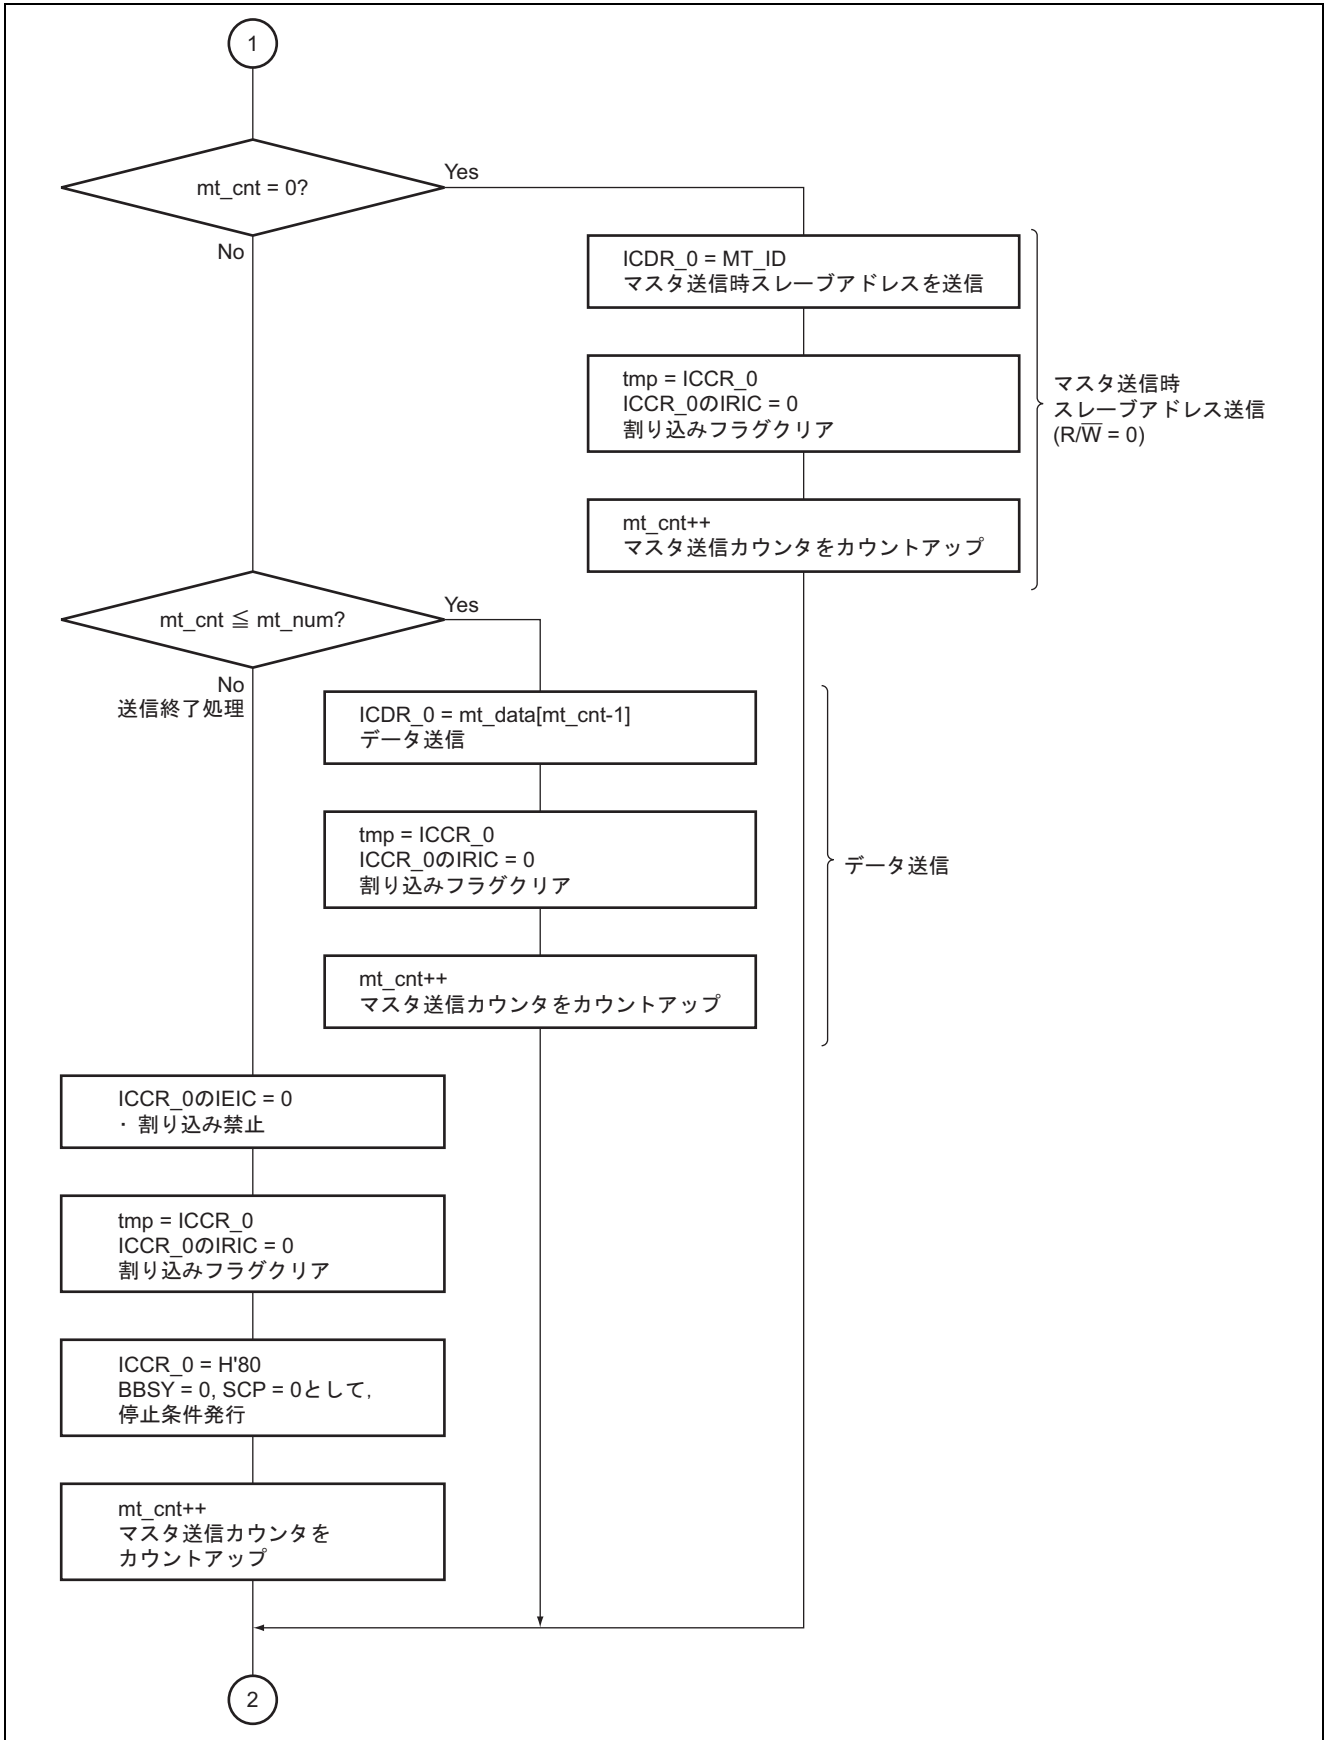 1
mt_cnt = 0?
Yes
No
ICDR_0 = MT_ID
マスタ送信時スレーブアドレスを送信
tmp = ICCR_0
ICCR_0のIRIC = 0
割り込みフラグクリア
mt_cnt++
マスタ送信カウンタをカウントアップ
マスタ送信時
スレーブアドレス送信
(R/W̅ = 0)
mt_cnt ≦ mt_num?
Yes
No
送信終了処理
ICDR_0 = mt_data[mt_cnt-1]
データ送信
tmp = ICCR_0
ICCR_0のIRIC = 0
割り込みフラグクリア
mt_cnt++
マスタ送信カウンタをカウントアップ
データ送信
ICCR_0のIEIC = 0
・割り込み禁止
tmp = ICCR_0
ICCR_0のIRIC = 0
割り込みフラグクリア
ICCR_0 = H'80
BBSY = 0, SCP = 0として,
停止条件発行
mt_cnt++
マスタ送信カウンタを
カウントアップ
2